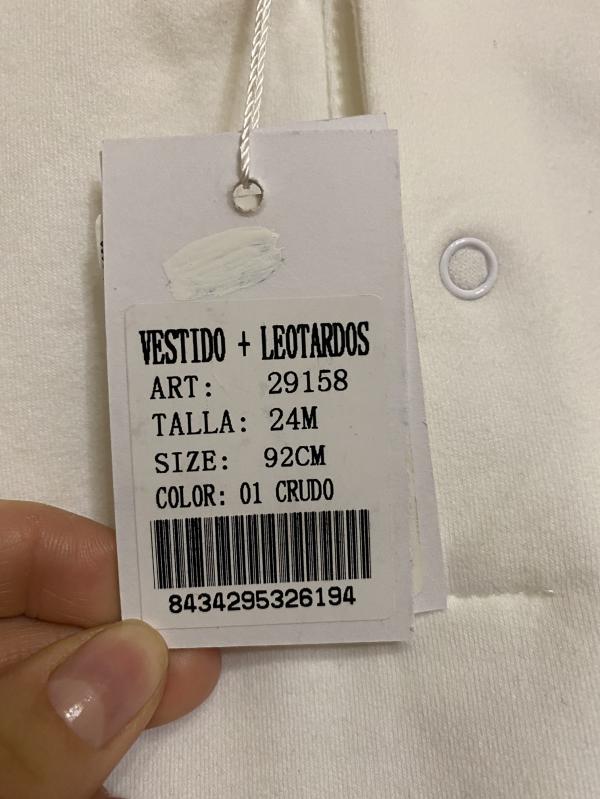 VESTIDO + LEOTARDOS
ART: 29158
TALLA: 24M
SIZE: 92CM
COLOR: 01 CRUDO
8434295326194